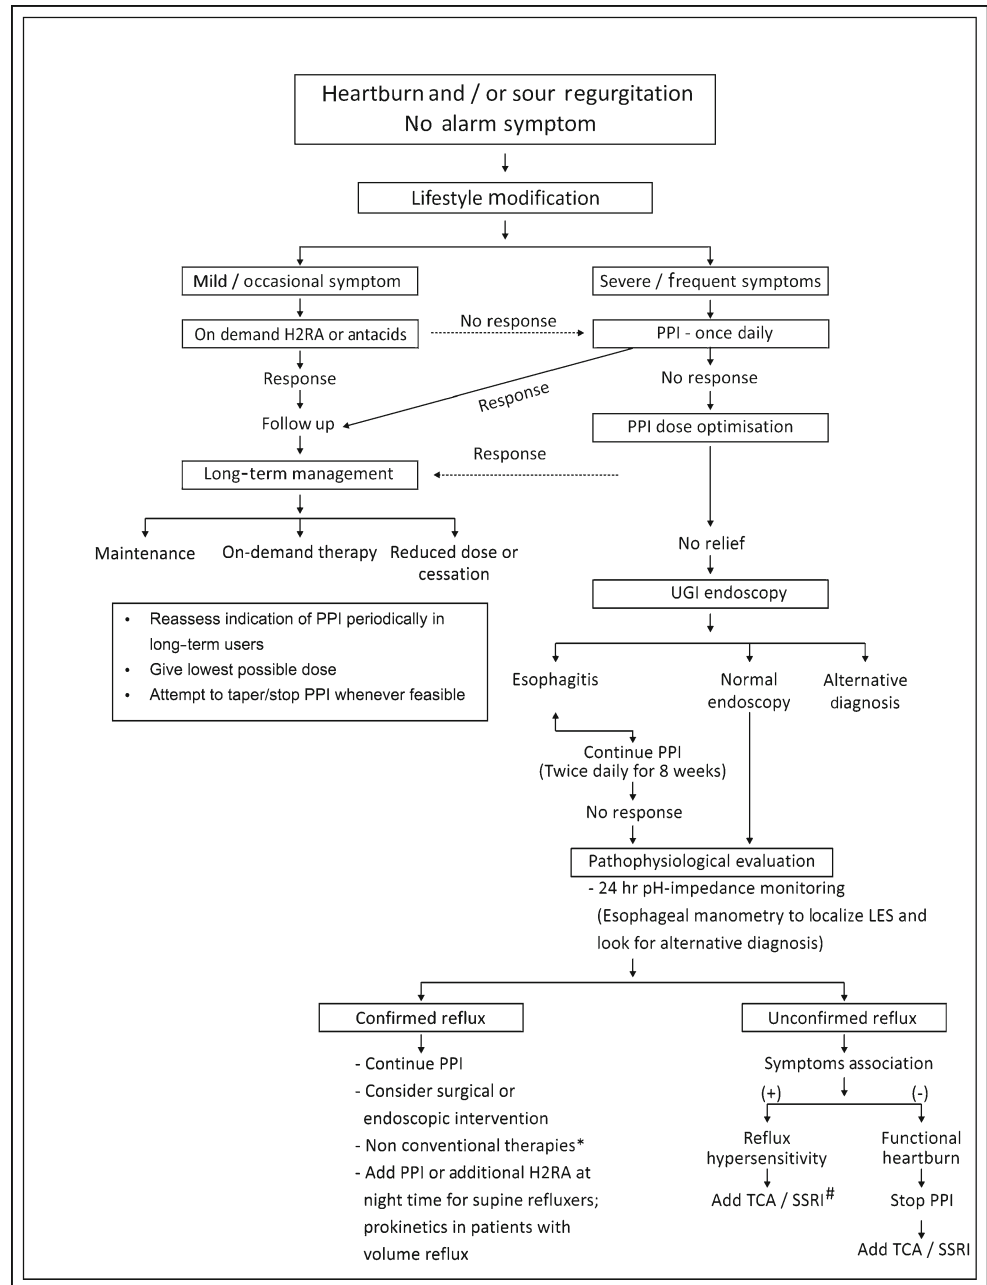 Heartburn and / or sour regurgitation
No alarm symptom
Lifestyle modification
Mild / occasional symptom
Severe / frequent symptoms
On demand H2RA or antacids
No response
PPI - once daily
Response
Response
No response
Follow up
PPI dose optimisation
Response
Long-term management
Maintenance
On-demand therapy
Reduced dose or
cessation
No relief
UGI endoscopy
• Reassess indication of PPI periodically in
long-term users
• Give lowest possible dose
• Attempt to taper/stop PPI whenever feasible
Esophagitis
Normal
endoscopy
Alternative
diagnosis
Continue PPI
(Twice daily for 8 weeks)
No response
Pathophysiological evaluation
- 24 hr pH-impedance monitoring
(Esophageal manometry to localize LES and
look for alternative diagnosis)
Confirmed reflux
- Continue PPI
- Consider surgical or
endoscopic intervention
- Non conventional therapies*
- Add PPI or additional H2RA at
night time for supine refluxers;
prokinetics in patients with
volume reflux
Unconfirmed reflux
Symptoms association
(+)
(-)
Reflux
hypersensitivity
Add TCA / SSRI#
Functional
heartburn
Stop PPI
Add TCA / SSRI